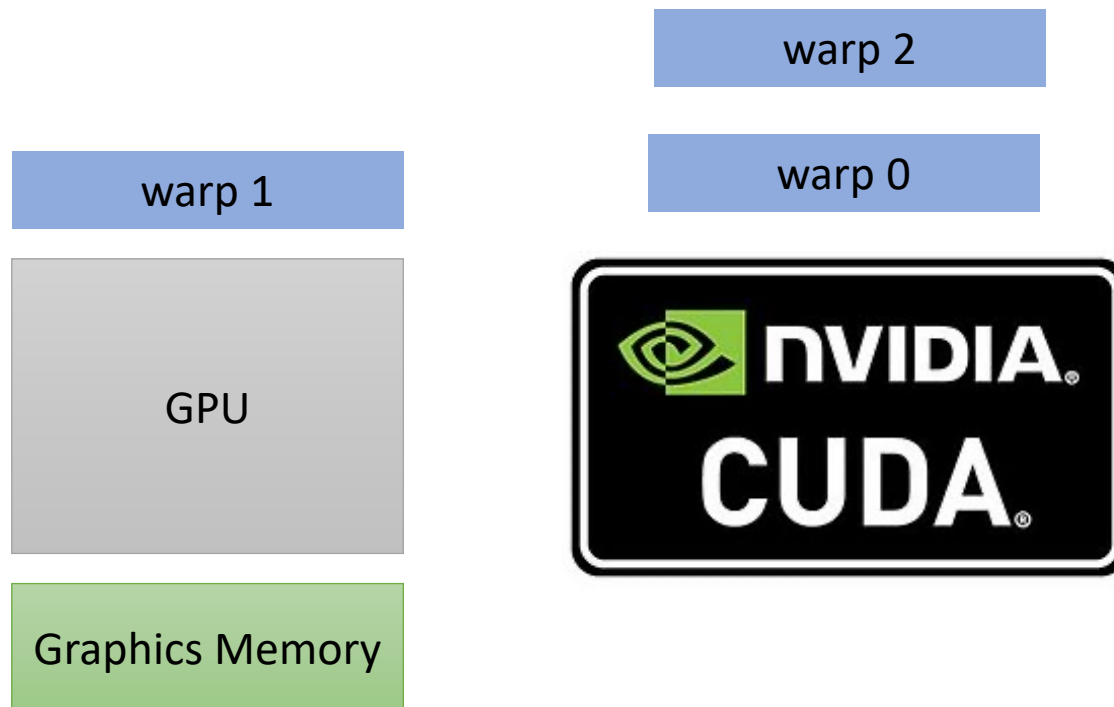 warp 2
warp 0
warp 1
GPU
nVIDIA®
CUDA®
Graphics Memory